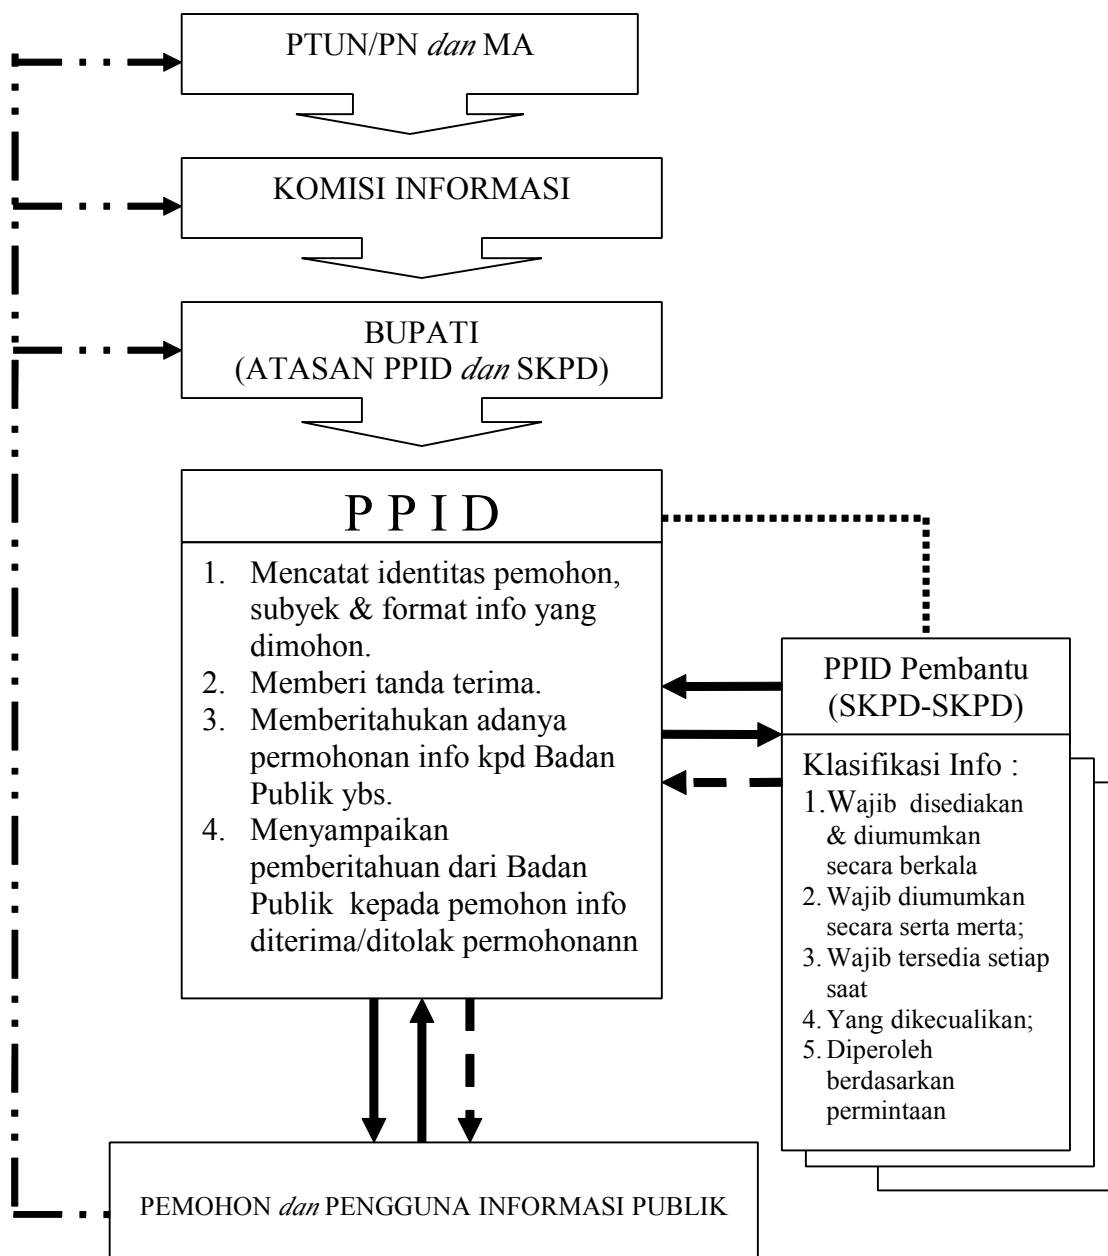 PTUN/PN dan MA
KOMISI INFORMASI
BUPATI
(ATASAN PPID dan SKPD)
P P I D
1. Mencatat identitas pemohon,
subyek & format info yang
dimohon.
2. Memberi tanda terima.
3. Memberitahukan adanya
permohonan info kpd Badan
Publik ybs.
4. Menyampaikan
pemberitahuan dari Badan
Publik kepada pemohon info
diterima/ditolak permohonann
PPID Pembantu
(SKPD-SKPD)
Klasifikasi Info :
1. Wajib disediakan
& diumumkan
secara berkala
2. Wajib diumumkan
secara serta merta;
3. Wajib tersedia setiap
saat
4. Yang dikecualikan;
5. Diperoleh
berdasarkan
permintaan
PEMOHON dan PENGGUNA INFORMASI PUBLIK